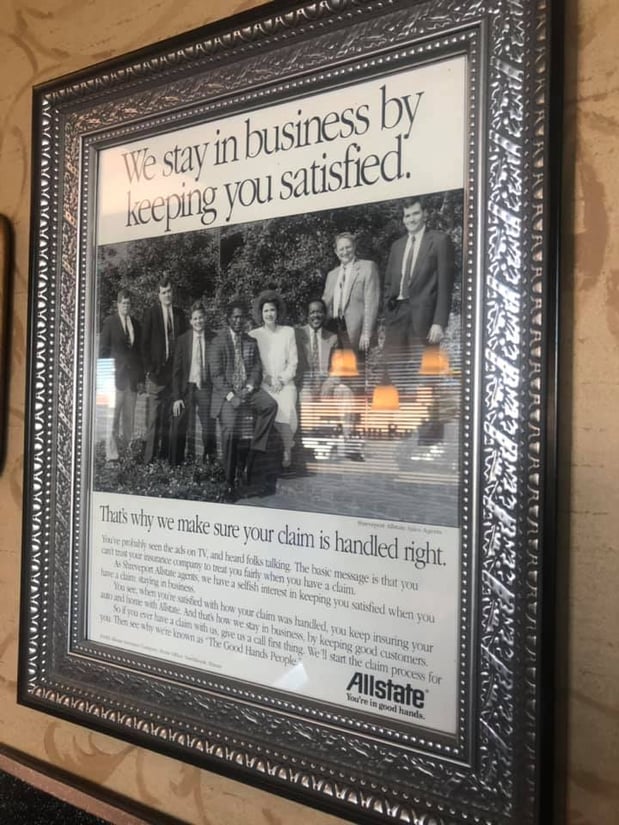 We stay in business by
keeping you satisfied.
Shreveport Allstate Sales Agents
That's why we make sure your claim is handled right.
You've probably seen the ads on TV, and heard folks talking. The basic message is that you
can't trust your insurance company to treat you fairly when you have a claim.
As Shreveport Allstate agents, we have a selfish interest in keeping you satisfied when you
have a claim: staying in business.
You see, when you're satisfied with how your claim was handled, you keep insuring your
auto and home with Allstate. And that's how we stay in business, by keeping good customers.
So if you ever have a claim with us, give us a call first thing. We'll start the claim process for
you. Then see why we're known as "The Good Hands People."
Allstate
You're in good hands.